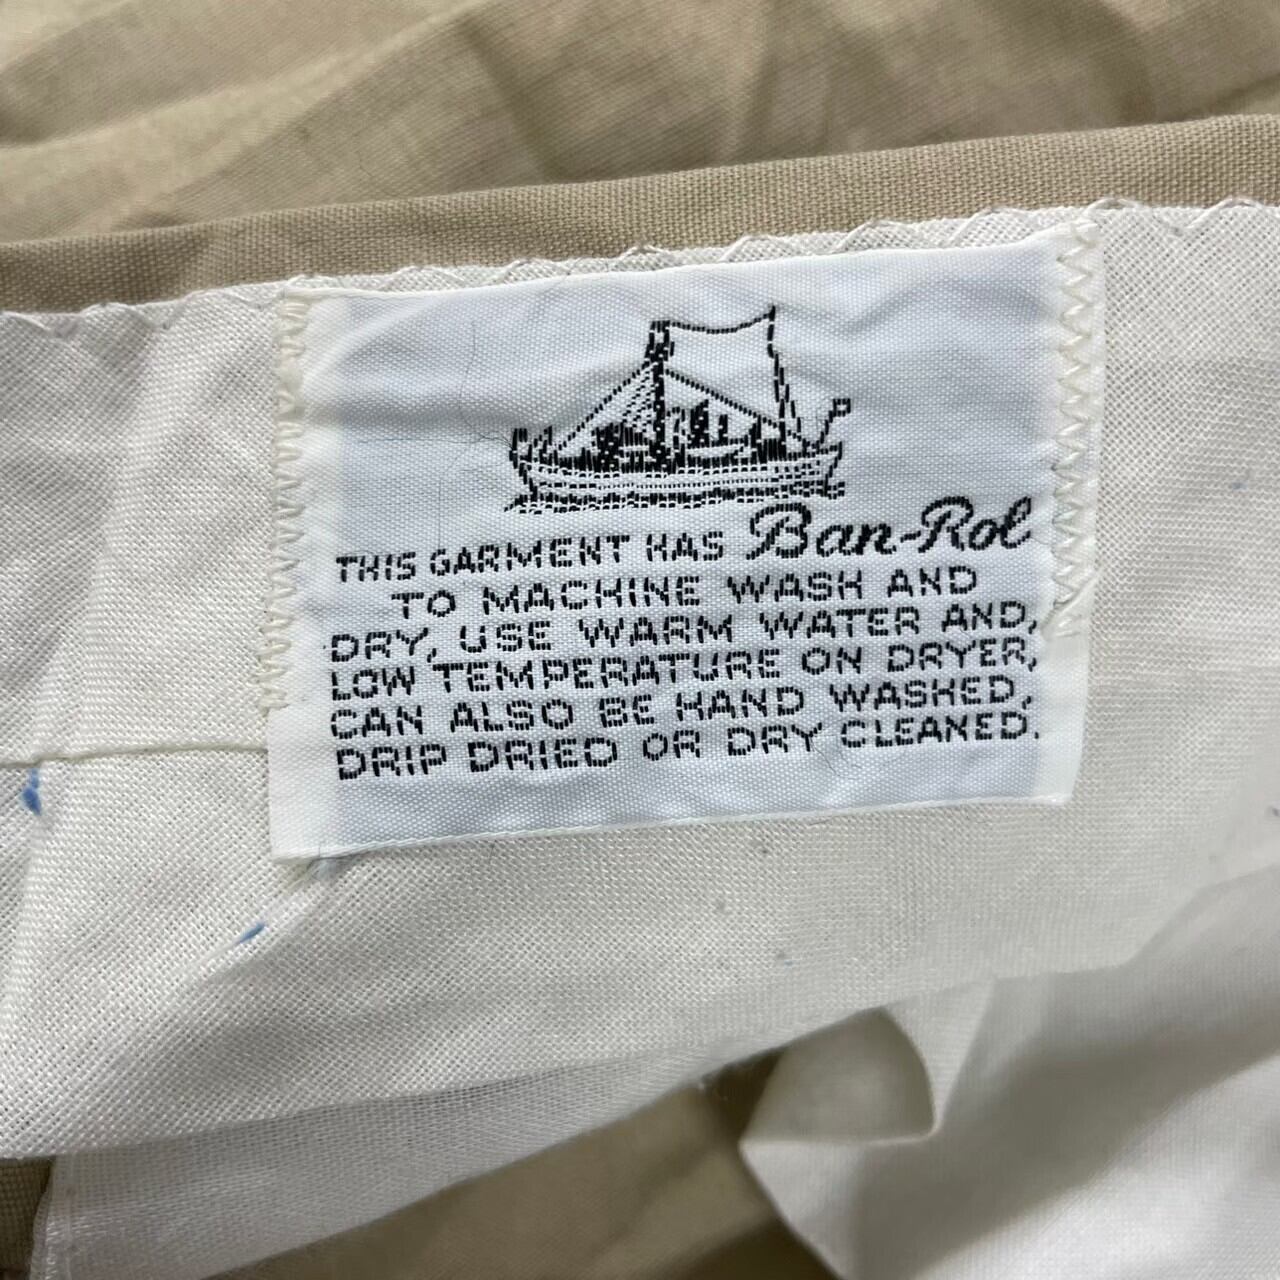 THIS GARMENT HAS Ban-Rol
TO MACHINE WASH AND
DRY, USE WARM WATER AND,
LOW TEMPERATURE ON DRYER,
CAN ALSO BE HAND WASHED,
DRIP DRIED OR DRY CLEANED.